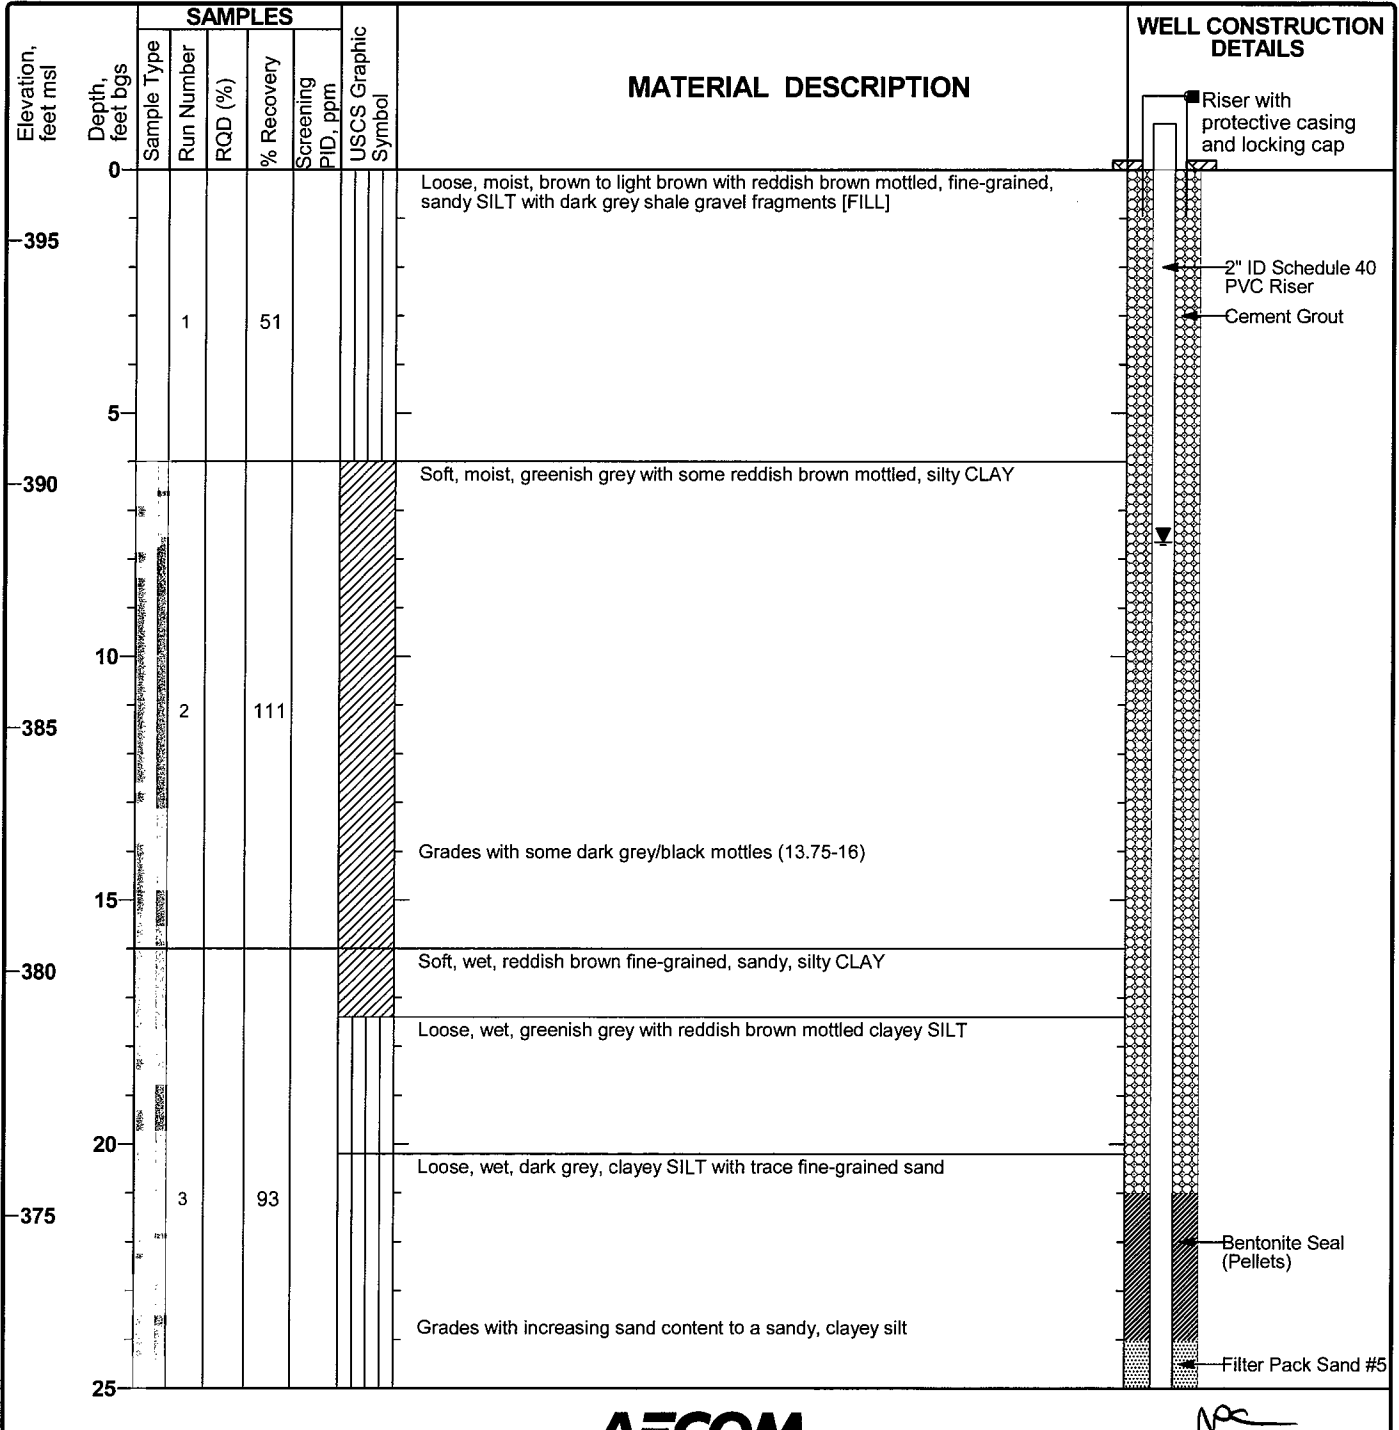 SAMPLES
Elevation,
feet msl
Depth,
feet bgs
Sample Type
Run Number
RQD (%)
% Recovery
Screening
PID, ppm
USCS Graphic
Symbol
MATERIAL DESCRIPTION
WELL CONSTRUCTION
DETAILS
Riser with
protective casing
and locking cap
0
Loose, moist, brown to light brown with reddish brown mottled, fine-grained,
sandy SILT with dark grey shale gravel fragments [FILL]
395
2" ID Schedule 40
PVC Riser
Cement Grout
1
51
5
Soft, moist, greenish grey with some reddish brown mottled, silty CLAY
390
10
2
111
385
Grades with some dark grey/black mottles (13.75-16)
15
Soft, wet, reddish brown fine-grained, sandy, silty CLAY
380
Loose, wet, greenish grey with reddish brown mottled clayey SILT
20
Loose, wet, dark grey, clayey SILT with trace fine-grained sand
3
93
375
Bentonite Seal
(Pellets)
Grades with increasing sand content to a sandy, clayey silt
Filter Pack Sand #5
25
AECOM